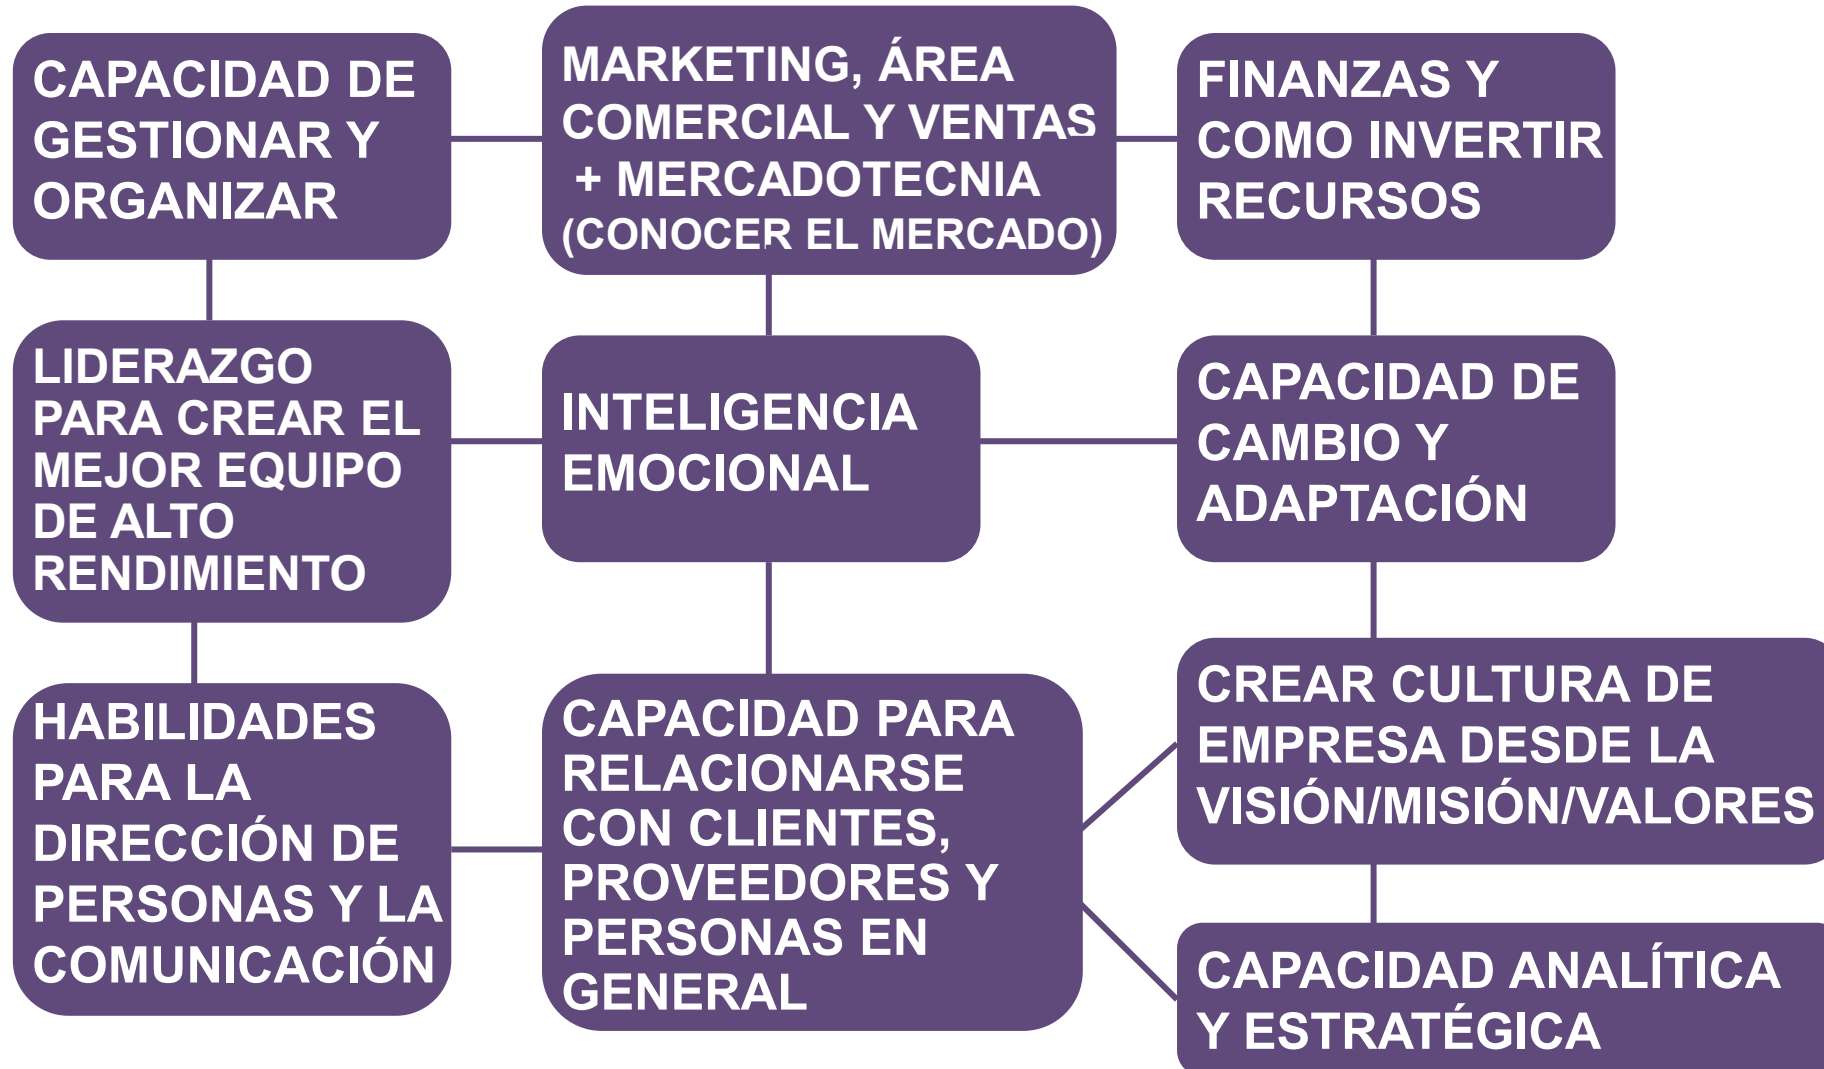 CAPACIDAD DE
GESTIONAR Y
ORGANIZAR
MARKETING, ÁREA
COMERCIAL Y VENTAS
+ MERCADOTECNIA
(CONOCER EL MERCADO)
FINANZAS Y
COMO INVERTIR
RECURSOS
LIDERAZGO
PARA CREAR EL
MEJOR EQUIPO
DE ALTO
RENDIMIENTO
INTELIGENCIA
EMOCIONAL
CAPACIDAD DE
CAMBIO Y
ADAPTACIÓN
HABILIDADES
PARA LA
DIRECCIÓN DE
PERSONAS Y LA
COMUNICACIÓN
CAPACIDAD PARA
RELACIONARSE
CON CLIENTES,
PROVEEDORES Y
PERSONAS EN
GENERAL
CREAR CULTURA DE
EMPRESA DESDE LA
VISIÓN/MISIÓN/VALORES
CAPACIDAD ANALÍTICA
Y ESTRATÉGICA